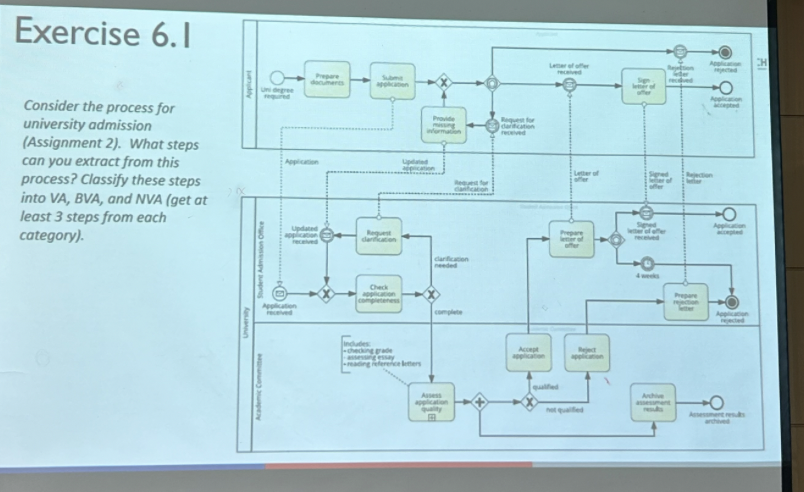 Exercise 6.1
Consider the process for
university admission
(Assignment 2). What steps
can you extract from this
process? Classify these steps
into VA, BVA, and NVA (get at
least 3 steps from each
category).
Applicant
Uni degree
required
Prepare
documents
Submit
application
Provide
missing
information
Request for
clarification
received
Letter of offer
received
Sign
letter of
offer
Rejection
letter
received
Application
rejected
Application
accepted
CH
Application
Updated
application
Request for
clarification
Letter of
offer
Signed
letter of
offer
Rejection
letter
University
Student Admission Office
Updated
application
received
Request
clarification
Application
received
Check
application
completeness
clarification
needed
complete
Prepare
letter of
offer
Signed
letter of offer
received
Application
accepted
4 weeks
Prepare
rejection
letter
Application
rejected
Academic Committee
Includes:
- checking grade
- assessing essay
- reading reference letters
Assess
application
quality
Accept
application
Reject
application
qualified
not qualified
Archive
assessment
results
Assessment results
archived